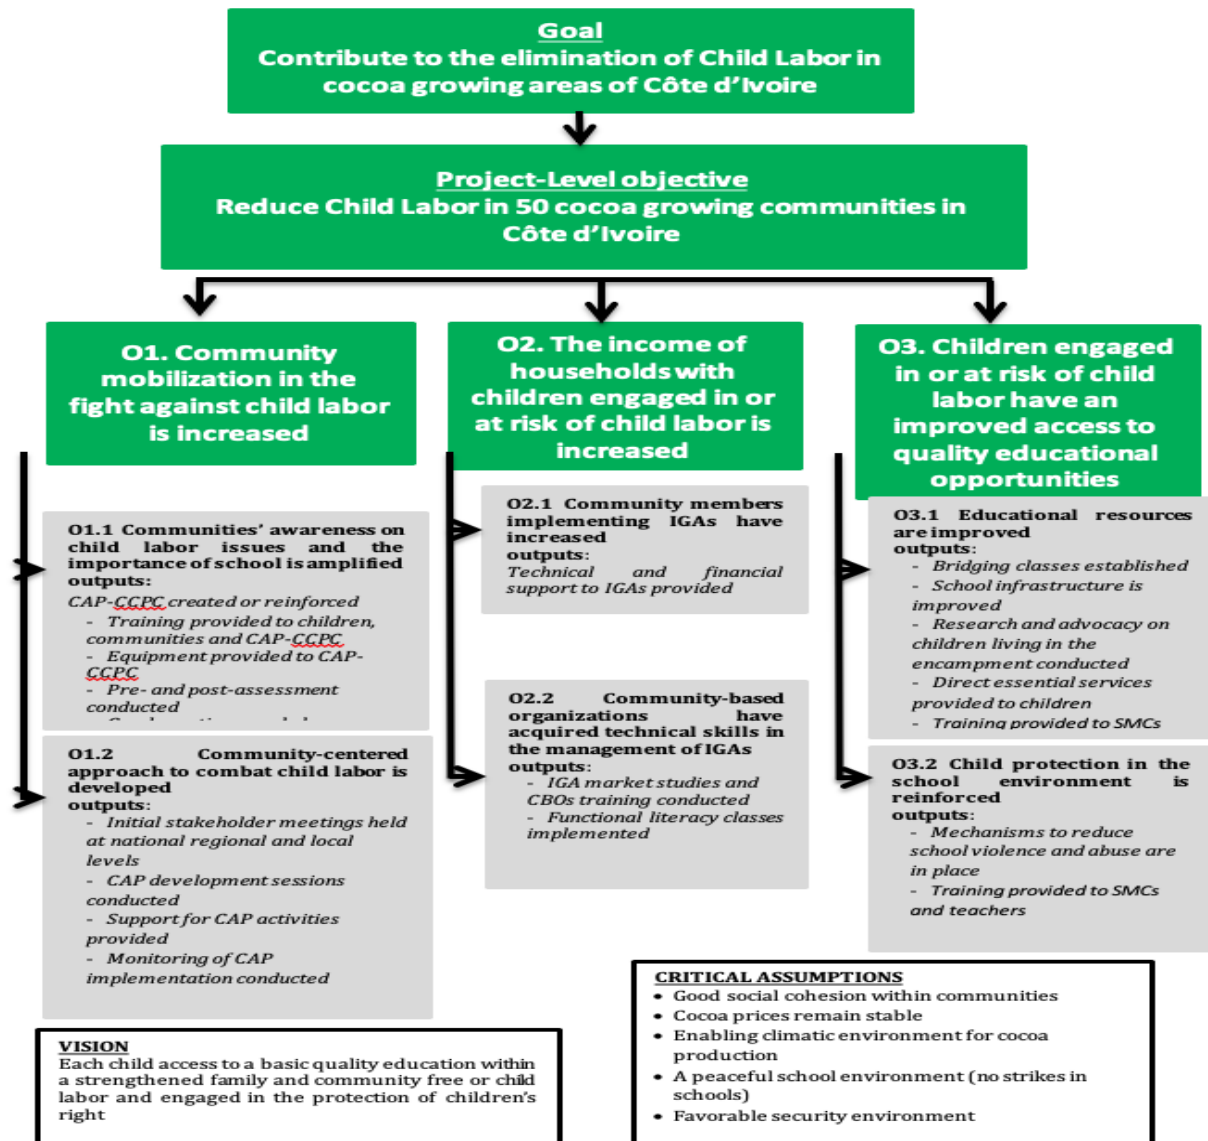 Goal
Contribute to the elimination of Child Labor in
cocoa growing areas of Côte d’Ivoire
Project-Level objective
Reduce Child Labor in 50 cocoa growing communities in
Côte d’Ivoire
O1. Community
mobilization in the
fight against child labor
is increased
O1.1 Communities’ awareness on
child labor issues and the
importance of school is amplified
outputs:
CAP-CCPC created or reinforced
- Training provided to children,
communities and CAP-CCPC
- Equipment provided to CAP-
CCPC
- Pre- and post-assessment
conducted
O1.2 Community-centered
approach to combat child labor is
developed
outputs:
- Initial stakeholder meetings held
at national regional and local
levels
- CAP development sessions
conducted
- Support for CAP activities
provided
- Monitoring of CAP
implementation conducted
O2. The income of
households with
children engaged in or
at risk of child labor is
increased
O2.1 Community members
implementing IGAs have
increased
outputs:
Technical and financial
support to IGAs provided
O2.2 Community-based
organizations have
acquired technical skills
in the management of IGAs
outputs:
- IGA market studies and
CBOs training conducted
- Functional literacy classes
implemented
O3. Children engaged
in or at risk of child
labor have an
improved access to
quality educational
opportunities
O3.1 Educational resources
are improved
outputs:
- Bridging classes established
- School infrastructure is
improved
- Research and advocacy on
children living in the
encampment conducted
- Direct essential services
provided to children
- Training provided to SMCs
O3.2 Child protection in the
school environment is
reinforced
outputs:
- Mechanisms to reduce
school violence and abuse are
in place
- Training provided to SMCs
and teachers
VISION
Each child access to a basic quality education within
a strengthened family and community free or child
labor and engaged in the protection of children’s
right
CRITICAL ASSUMPTIONS
• Good social cohesion within communities
• Cocoa prices remain stable
• Enabling climatic environment for cocoa
production
• A peaceful school environment (no strikes in
schools)
• Favorable security environment